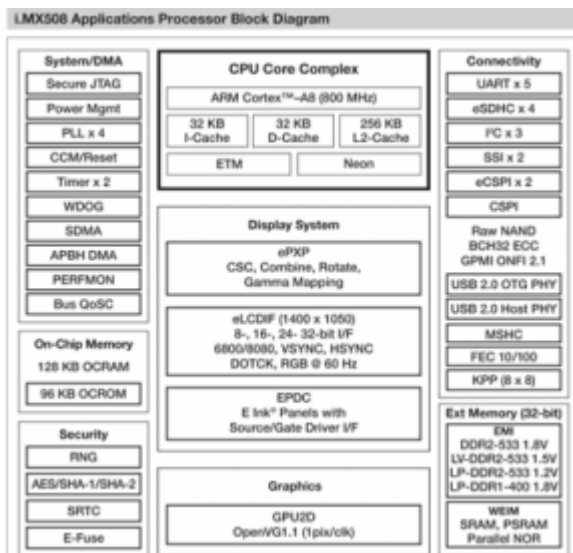 i.MX508 Applications Processor Block Diagram
System/DMA
Secure JTAG
Power Mgmt
PLL x 4
CCM/Reset
Timer x 2
WDOG
SDMA
APBH DMA
PERFMON
Bus QoSC
On-Chip Memory
128 KB OCRAM
96 KB OCROM
Security
RNG
AES/SHA-1/SHA-2
SRTC
E-Fuse
CPU Core Complex
ARM Cortex™–A8 (800 MHz)
32 KB
I-Cache
32 KB
D-Cache
256 KB
L2-Cache
ETM
Neon
Display System
ePXP
CSC, Combine, Rotate,
Gamma Mapping
eLCDIF (1400 x 1050)
8-, 16-, 24- 32-bit I/F
6800/8080, VSYNC, HSYNC
DOTCK, RGB @ 60 Hz
EPDC
E Ink® Panels with
Source/Gate Driver I/F
Graphics
GPU2D
OpenVG1.1 (1pix/clk)
Connectivity
UART x 5
eSDHC x 4
I²C x 3
SSI x 2
eCSPI x 2
CSPI
Raw NAND
BCH32 ECC
GPMI ONFI 2.1
USB 2.0 OTG PHY
USB 2.0 Host PHY
MSHC
FEC 10/100
KPP (8 x 8)
Ext Memory (32-bit)
EMI
DDR2-533 1.8V
LV-DDR2-533 1.5V
LP-DDR2-533 1.2V
LP-DDR1-400 1.8V
WEIM
SRAM, PSRAM
Parallel NOR